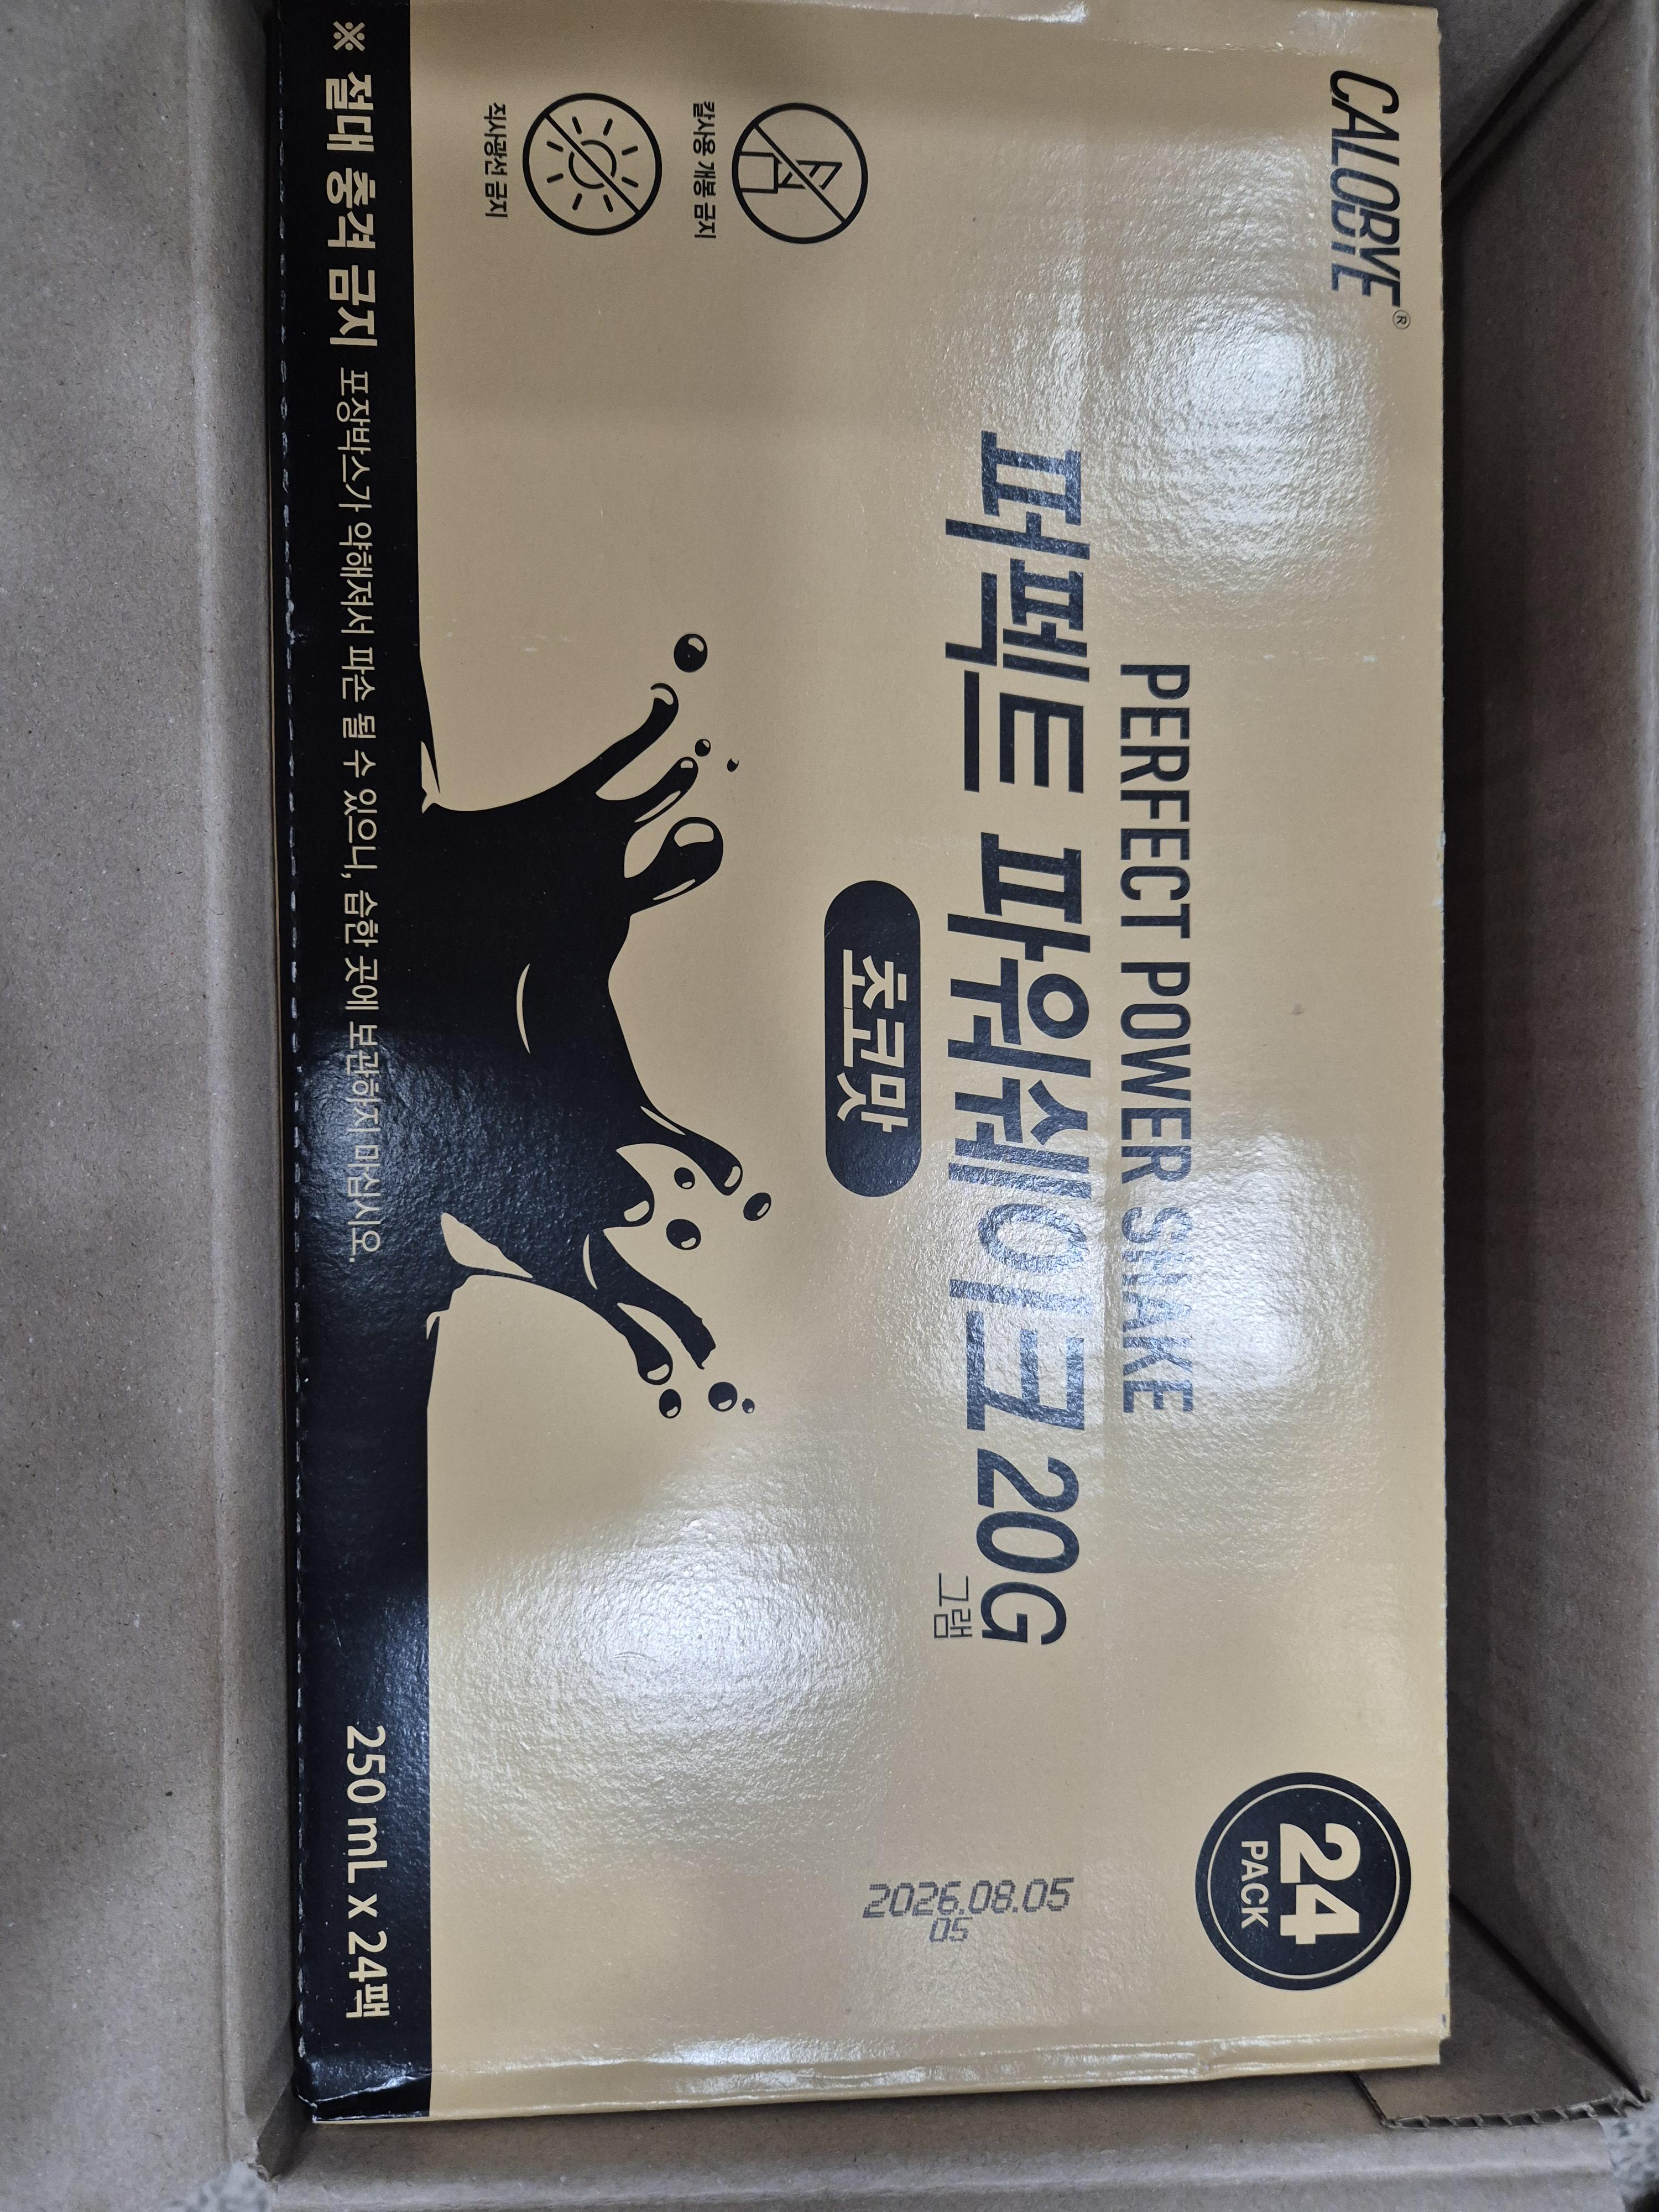 CALOBYE®
24
PACK
PERFECT POWER SHAKE
퍼펙트 파워쉐이크 20G
그램
초코맛
2026.08.05
05
칼사용 개봉 금지
직사광선 금지
※ 절대 충격 금지 포장박스가 약해져서 파손 될 수 있으니, 습한 곳에 보관하지 마십시오.
250 mL x 24팩